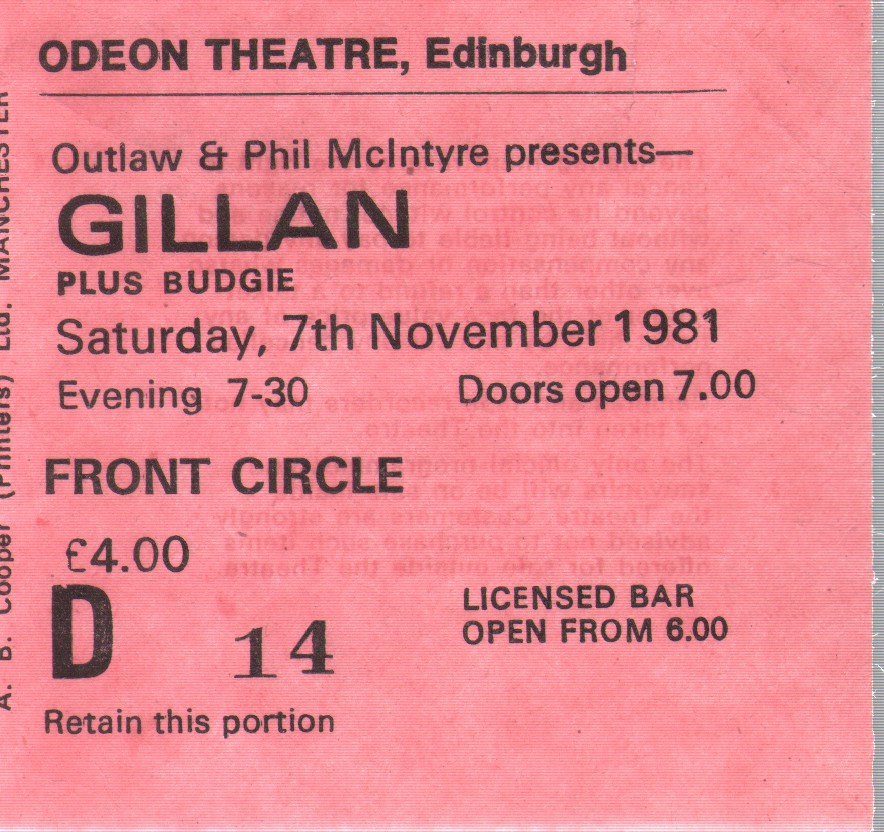 ODEON THEATRE, Edinburgh
Outlaw & Phil McIntyre presents—
GILLAN
PLUS BUDGIE
Saturday, 7th November 1981
Evening 7-30 Doors open 7.00
FRONT CIRCLE
£4.00
LICENSED BAR
OPEN FROM 6.00
D 14
Retain this portion
A. B. Cooper (Printers) Ltd. MANCHESTER